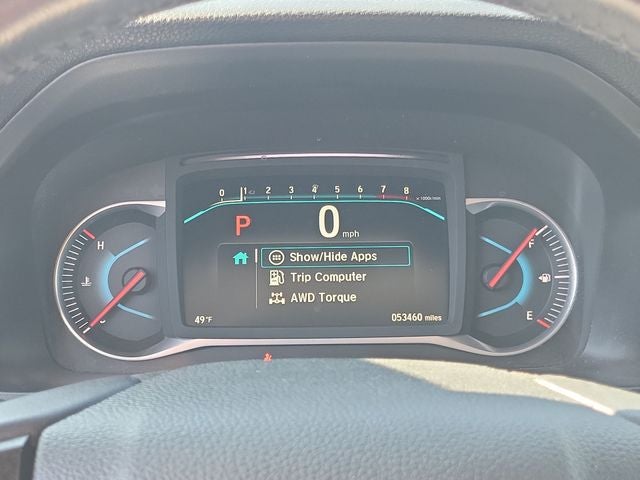 0 1 2 3 4 5 6 7 8
x 1000r/min
P 0 mph
H F
Show/Hide Apps
Trip Computer
AWD Torque
E
49°F 053460 miles